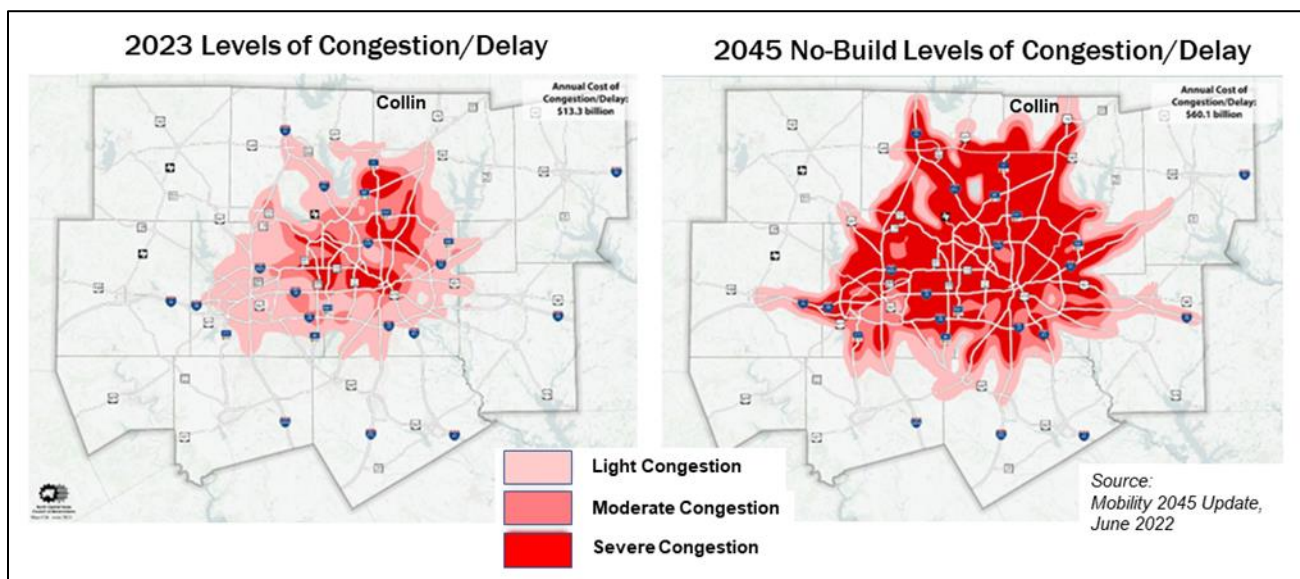 2023 Levels of Congestion/Delay
2045 No-Build Levels of Congestion/Delay
Collin
Annual Cost of
Congestion/Delay:
$13.3 billion
Collin
Annual Cost of
Congestion/Delay:
$60.1 billion
Light Congestion
Moderate Congestion
Severe Congestion
Source:
Mobility 2045 Update,
June 2022